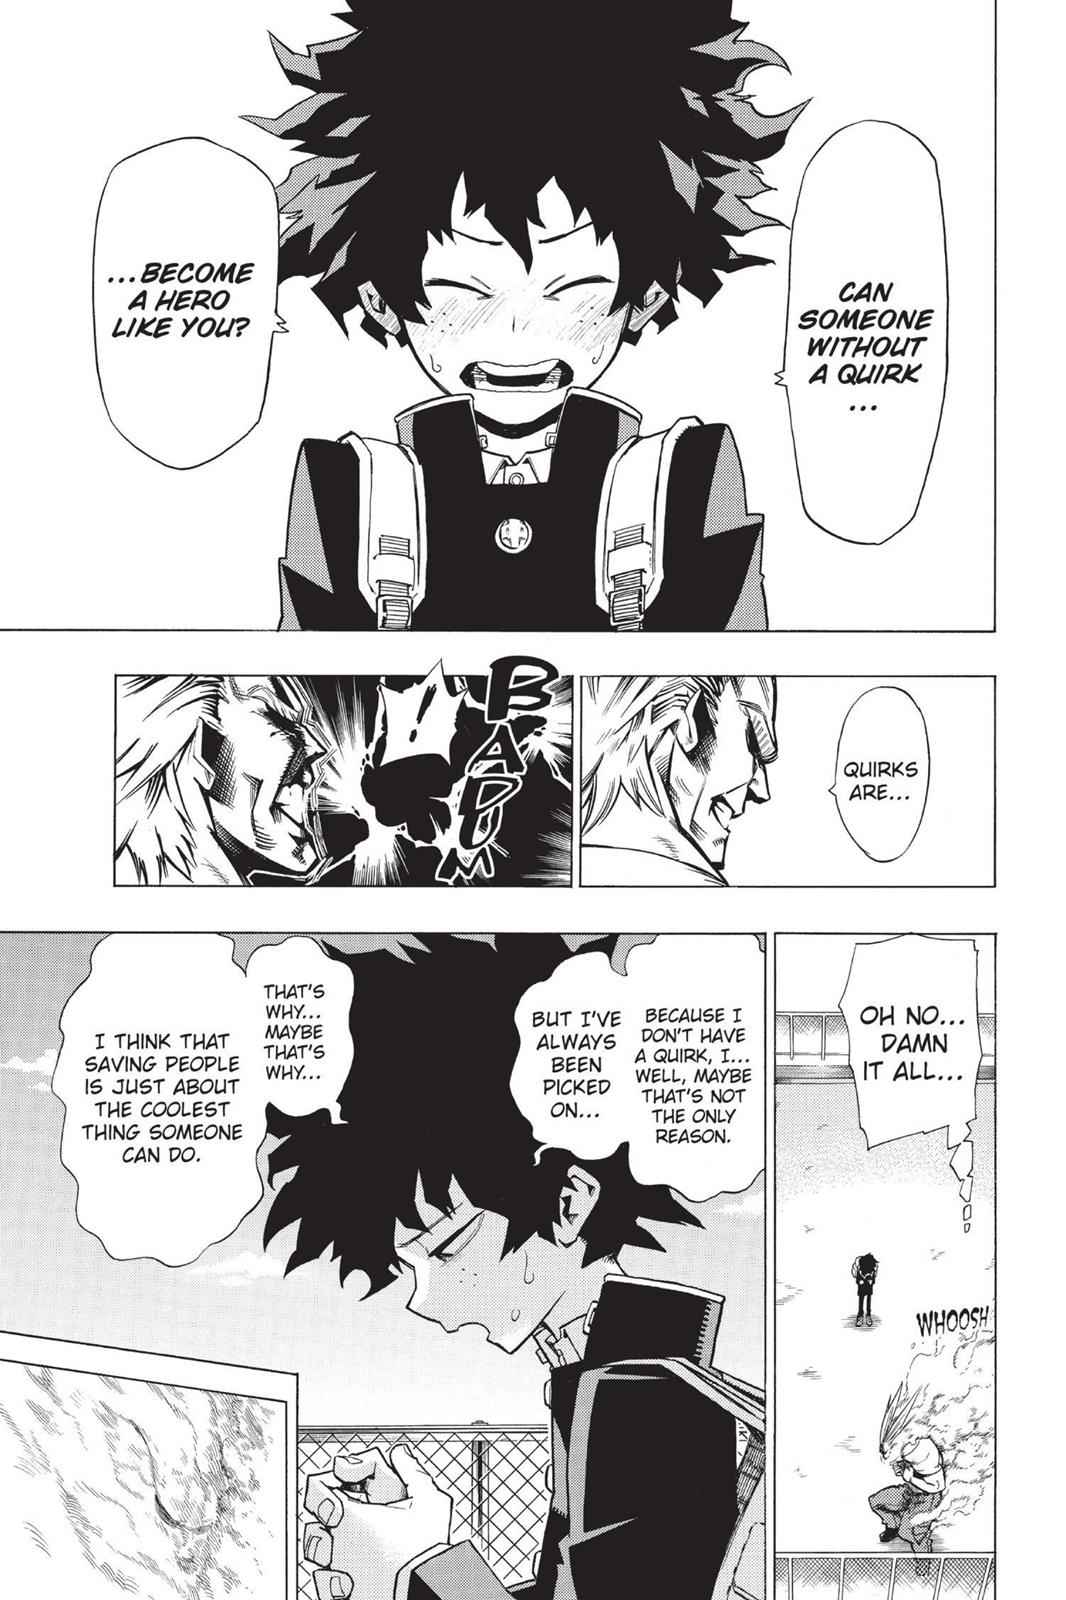 CAN
SOMEONE
WITHOUT
A QUIRK
...
...BECOME
A HERO
LIKE YOU?
QUIRKS
ARE...
!
BADUM
OH NO...
DAMN
IT ALL...
WHOOSH
BECAUSE I
DON'T HAVE
A QUIRK, I...
WELL, MAYBE
THAT'S NOT
THE ONLY
REASON.
BUT I'VE
ALWAYS
BEEN
PICKED
ON...
THAT'S
WHY...
MAYBE
THAT'S
WHY...
I THINK THAT
SAVING PEOPLE
IS JUST ABOUT
THE COOLEST
THING SOMEONE
CAN DO.